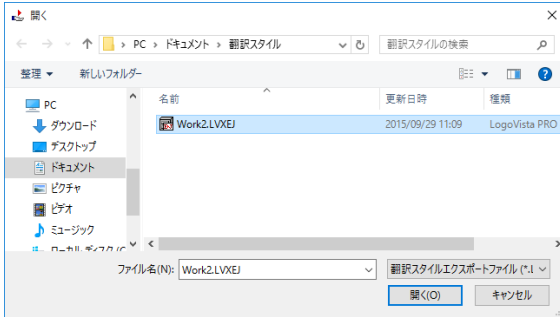 開く
PC › ドキュメント › 翻訳スタイル
翻訳スタイルの検索
整理 新しいフォルダー
名前 更新日時 種類
PC
ダウンロード
デスクトップ
ドキュメント
ピクチャ
ビデオ
ミュージック
Work2.LVXEJ 2015/09/29 11:09 LogoVista PRO
ファイル名(N): Work2.LVXEJ
翻訳スタイルエクスポートファイル (*.l
開く(O) キャンセル